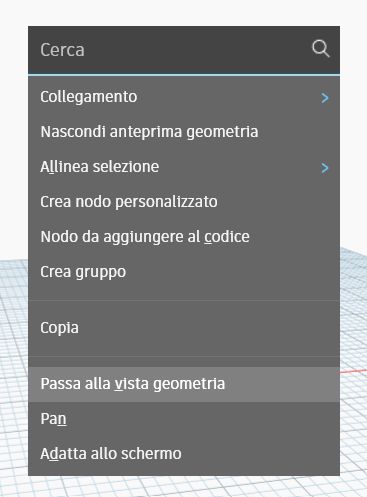 Cerca
Collegamento
Nascondi anteprima geometria
Allinea selezione
Crea nodo personalizzato
Nodo da aggiungere al codice
Crea gruppo
Copia
Passa alla vista geometria
Pan
Adatta allo schermo